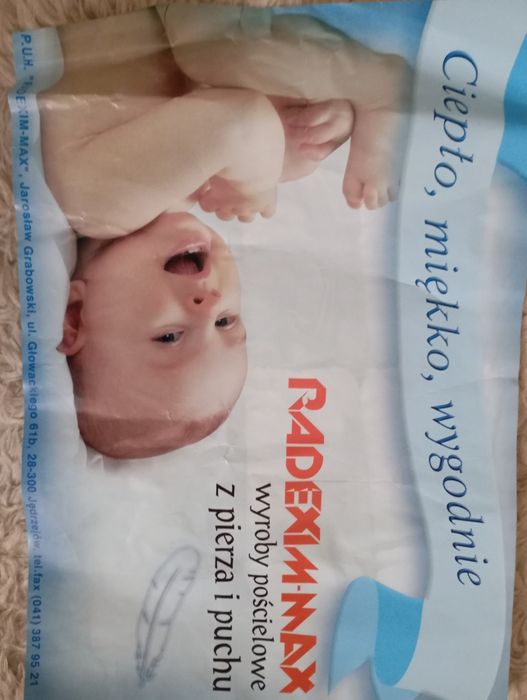 Ciepło, miękko, wygodnie
RADEXIM-MAX
wyroby pościelowe
z pierza i puchu
P.U.H. "RADEXIM-MAX", Jarosław Grabowski, ul. Głowackiego 61b, 28-300 Jędrzejów, tel.fax (041) 387 95 21